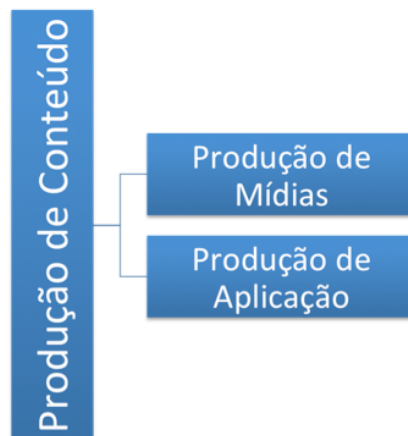 Produção de Conteúdo
Produção de
Mídias
Produção de
Aplicação